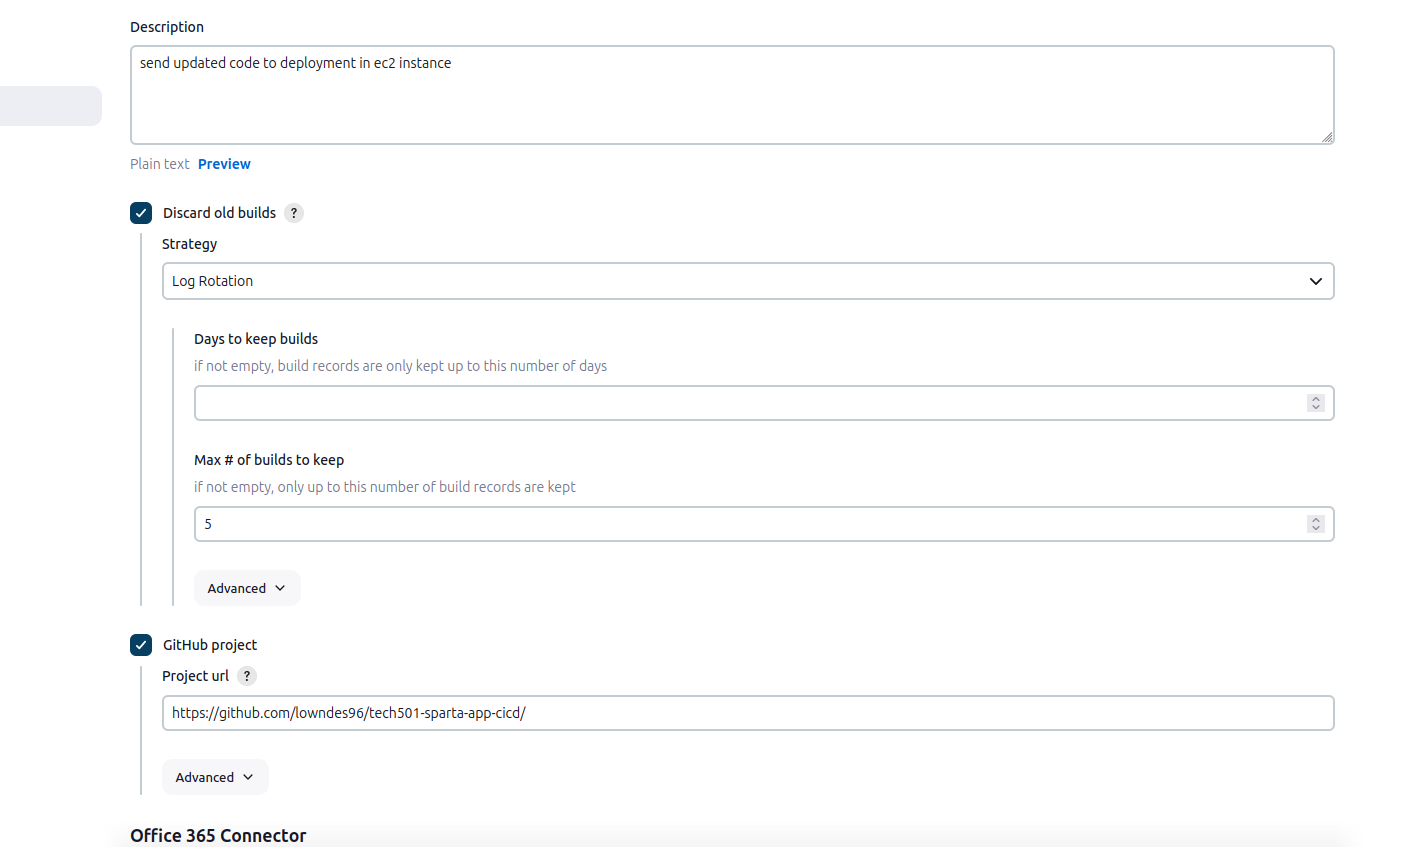 Description
send updated code to deployment in ec2 instance
Plain text Preview
Discard old builds ?
Strategy
Log Rotation
Days to keep builds
if not empty, build records are only kept up to this number of days
Max # of builds to keep
if not empty, only up to this number of build records are kept
5
Advanced
GitHub project
Project url ?
https://github.com/lowndes96/tech501-sparta-app-cicd/
Advanced
Office 365 Connector